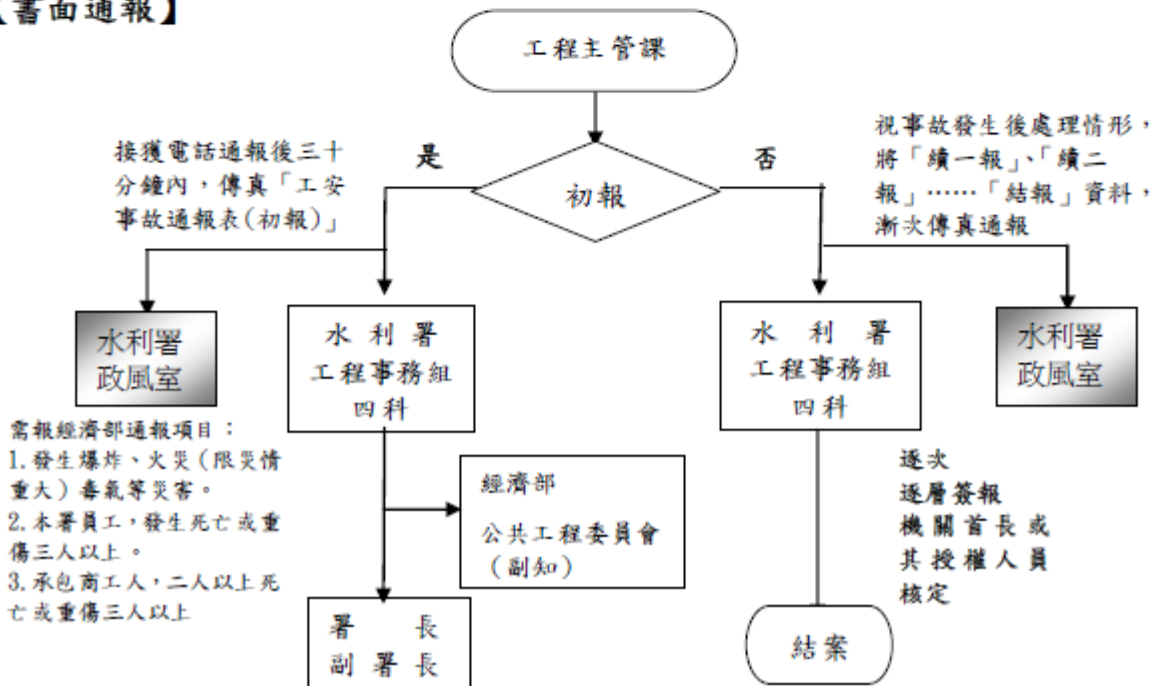 【書面通報】
工程主管課
接獲電話通報後三十
分鐘內，傳真「工安
事故通報表(初報)」
是
初報
否
視事故發生後處理情形，
將「續一報」、「續二
報」……「結報」資料，
漸次傳真通報
水利署
政風室
水利署
工程事務組
四科
水利署
工程事務組
四科
水利署
政風室
需報經濟部通報項目：
1.發生爆炸、火災(限災情
重大)毒氣等災害。
2.本署員工，發生死亡或重
傷三人以上。
3.承包商工人，二人以上死
亡或重傷三人以上
經濟部
公共工程委員會
(副知)
逐次
逐層簽報
機關首長或
其授權人員
核定
署長
副署長
結案